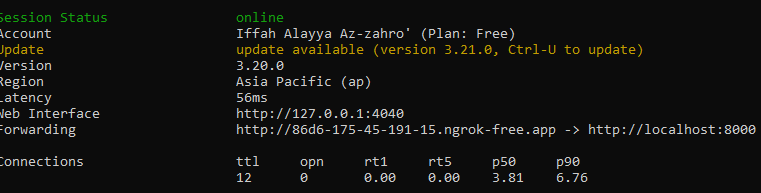 Session Status online
Account Iffah Alayya Az-zahro' (Plan: Free)
Update update available (version 3.21.0, Ctrl-U to update)
Version 3.20.0
Region Asia Pacific (ap)
Latency 56ms
Web Interface http://127.0.0.1:4040
Forwarding http://86d6-175-45-191-15.ngrok-free.app -> http://localhost:8000
Connections ttl opn rt1 rt5 p50 p90
12 0 0.00 0.00 3.81 6.76